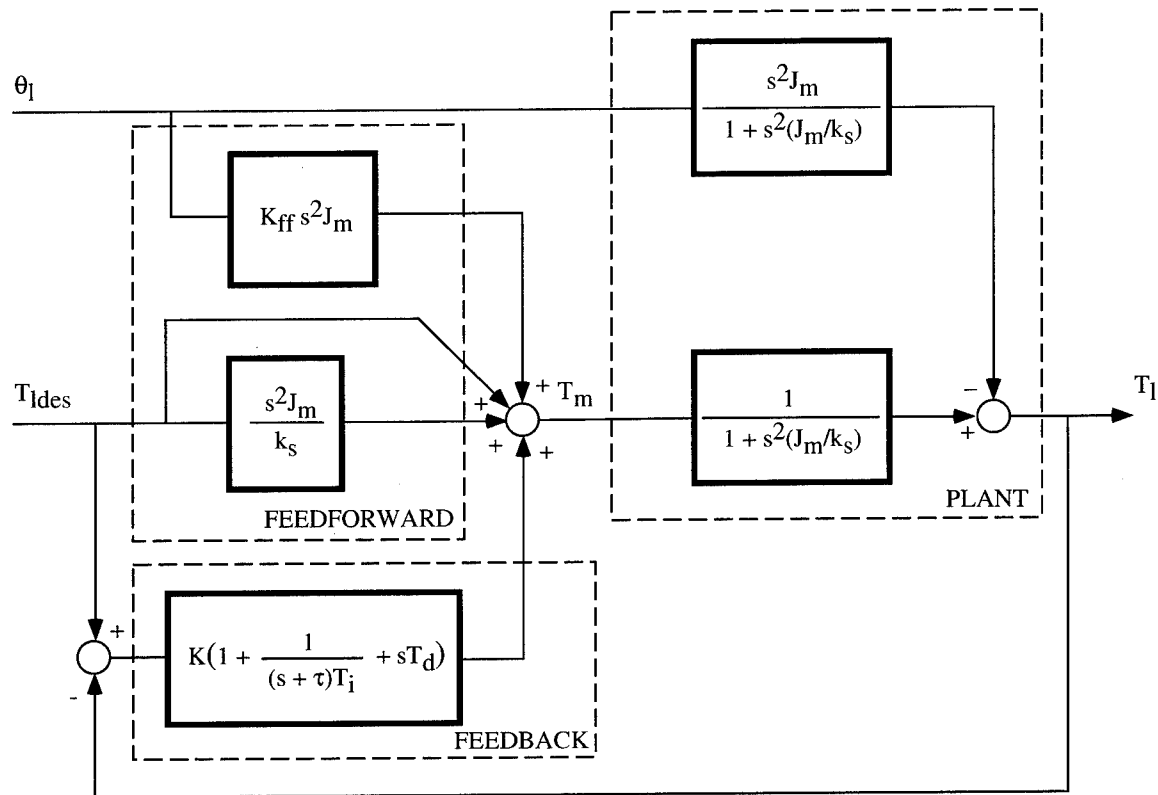 θl
s²Jm
1 + s²(Jm/ks)
Kff s²Jm
+
Tldes
s²Jm
ks
+
+
+
Tm
1
1 + s²(Jm/ks)
-
+
Tl
FEEDFORWARD
PLANT
+
-
K(1 + 1/((s + τ)Ti) + sTd)
FEEDBACK